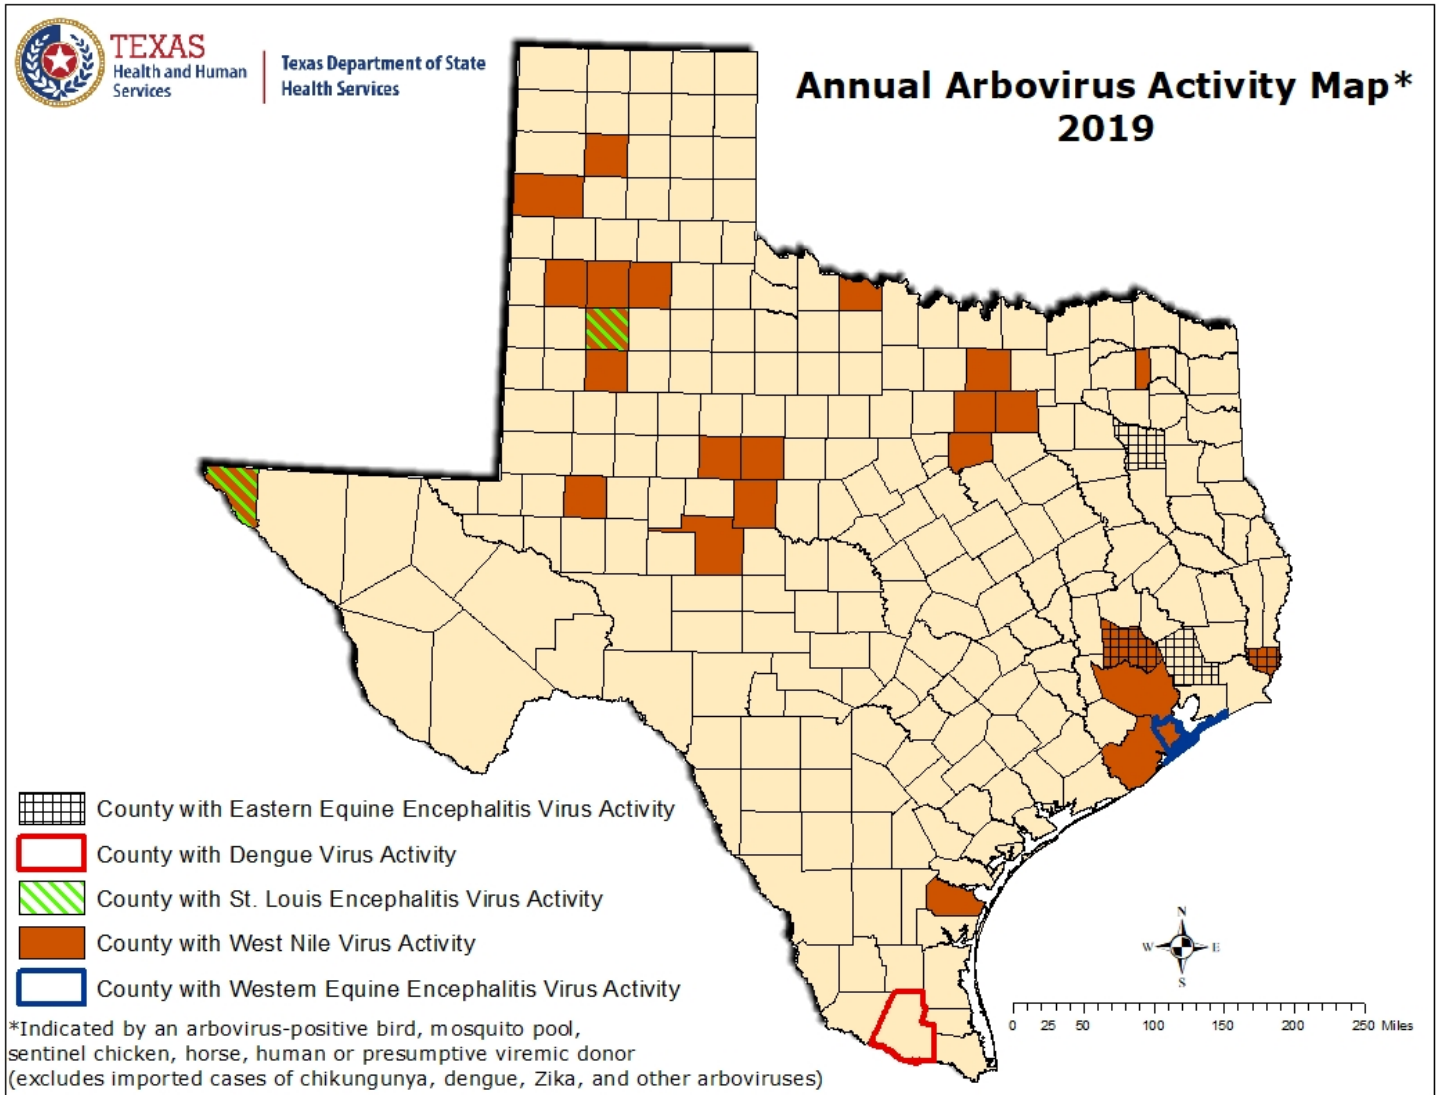 TEXAS
Health and Human
Services
Texas Department of State
Health Services
Annual Arbovirus Activity Map*
2019
County with Eastern Equine Encephalitis Virus Activity
County with Dengue Virus Activity
County with St. Louis Encephalitis Virus Activity
County with West Nile Virus Activity
County with Western Equine Encephalitis Virus Activity
*Indicated by an arbovirus-positive bird, mosquito pool,
sentinel chicken, horse, human or presumptive viremic donor
(excludes imported cases of chikungunya, dengue, Zika, and other arboviruses)
N
W E
S
0 25 50 100 150 200 250 Miles